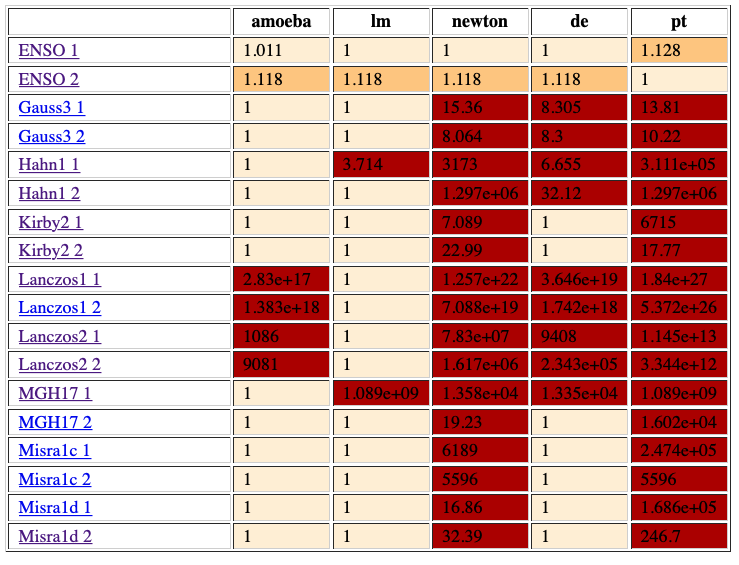 amoeba lm newton de pt
ENSO 1 1.011 1 1 1 1.128
ENSO 2 1.118 1.118 1.118 1.118 1
Gauss3 1 1 1 15.36 8.305 13.81
Gauss3 2 1 1 8.064 8.3 10.22
Hahn1 1 1 3.714 3173 6.655 3.111e+05
Hahn1 2 1 1 1.297e+06 32.12 1.297e+06
Kirby2 1 1 1 7.089 1 6715
Kirby2 2 1 1 22.99 1 17.77
Lanczos1 1 2.83e+17 1 1.257e+22 3.646e+19 1.84e+27
Lanczos1 2 1.383e+18 1 7.088e+19 1.742e+18 5.372e+26
Lanczos2 1 1086 1 7.83e+07 9408 1.145e+13
Lanczos2 2 9081 1 1.617e+06 2.343e+05 3.344e+12
MGH17 1 1 1.089e+09 1.358e+04 1.335e+04 1.089e+09
MGH17 2 1 1 19.23 1 1.602e+04
Misra1c 1 1 1 6189 1 2.474e+05
Misra1c 2 1 1 5596 1 5596
Misra1d 1 1 1 16.86 1 1.686e+05
Misra1d 2 1 1 32.39 1 246.7